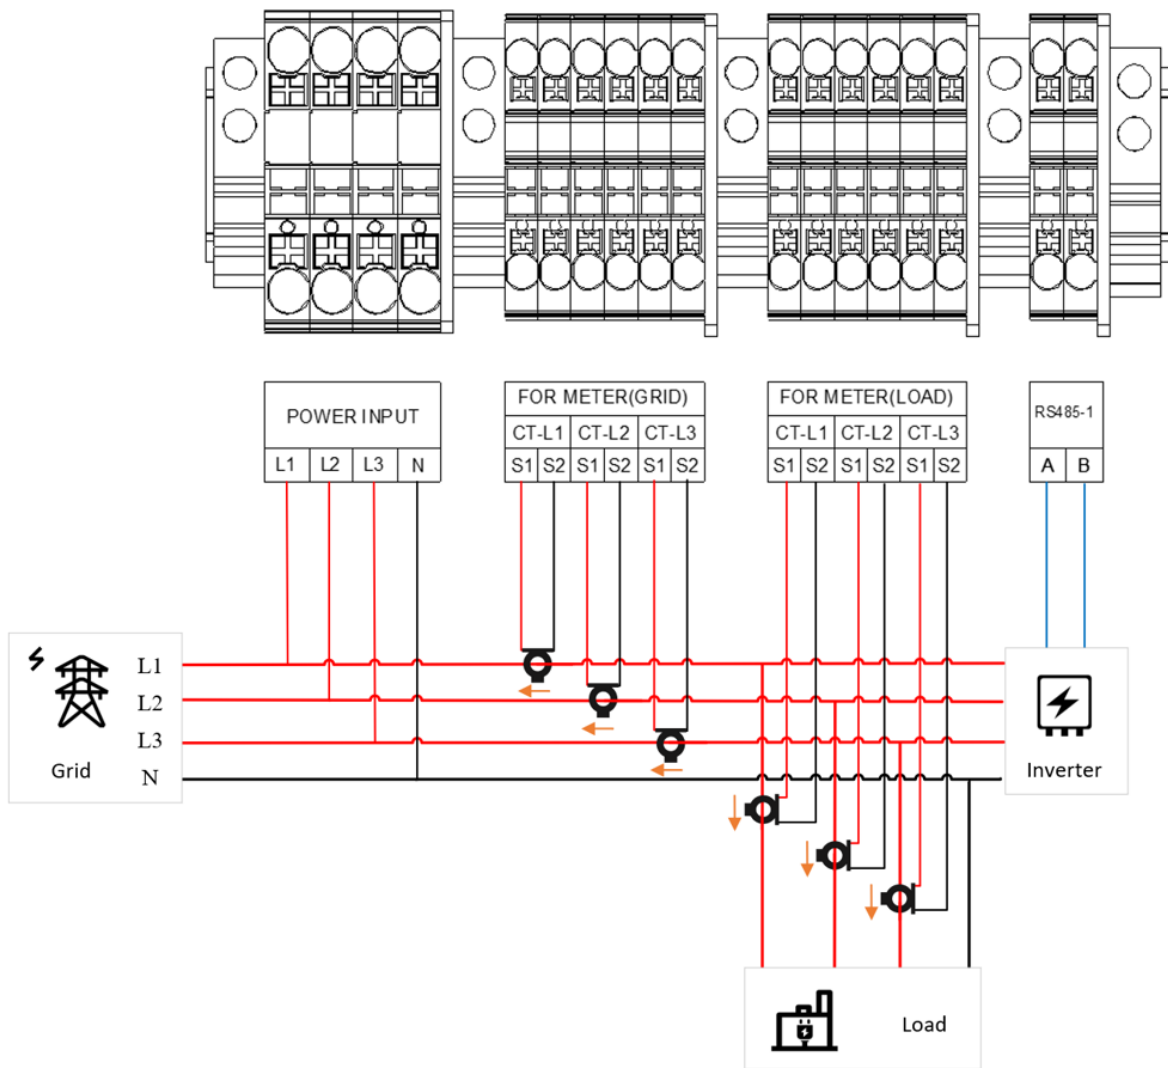 POWER INPUT
L1 L2 L3 N
FOR METER(GRID)
CT-L1 CT-L2 CT-L3
S1 S2 S1 S2 S1 S2
FOR METER(LOAD)
CT-L1 CT-L2 CT-L3
S1 S2 S1 S2 S1 S2
RS485-1
A B
L1
L2
L3
N
Grid
Inverter
Load